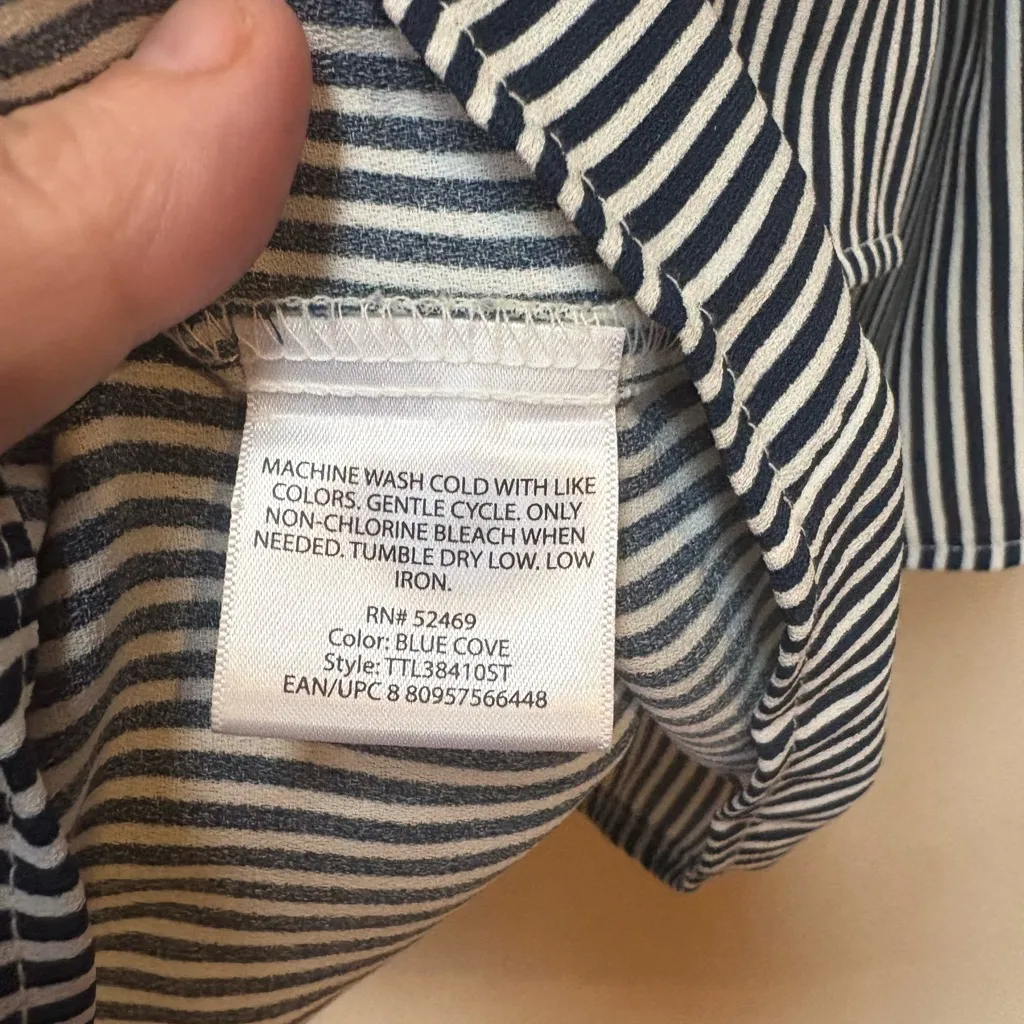 MACHINE WASH COLD WITH LIKE
COLORS. GENTLE CYCLE. ONLY
NON-CHLORINE BLEACH WHEN
NEEDED. TUMBLE DRY LOW. LOW
IRON.
RN# 52469
Color: BLUE COVE
Style: TTL38410ST
EAN/UPC 8 80957566448